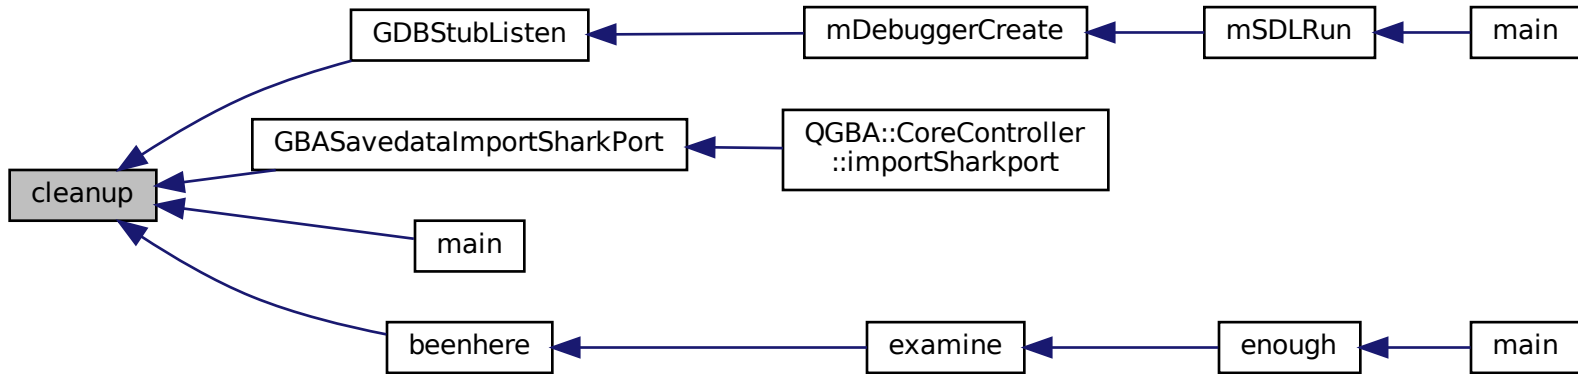 GDBStubListen
mDebuggerCreate
mSDLRun
main
GBASavedataImportSharkPort
QGBA::CoreController
::importSharkport
cleanup
main
beenhere
examine
enough
main